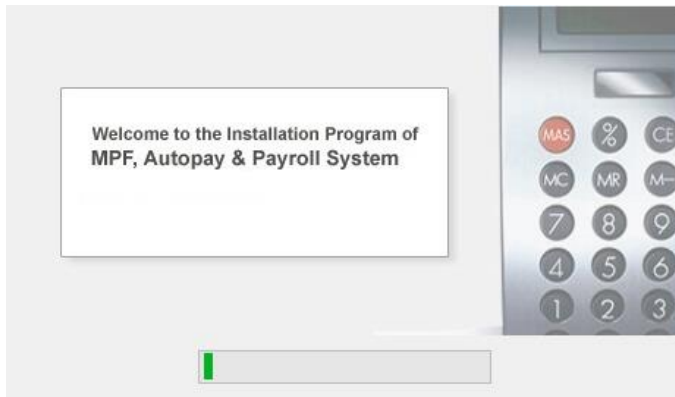 Welcome to the Installation Program of
MPF, Autopay & Payroll System
MAS % CE
MC MR M−
7 8 9
4 5 6
1 2 3